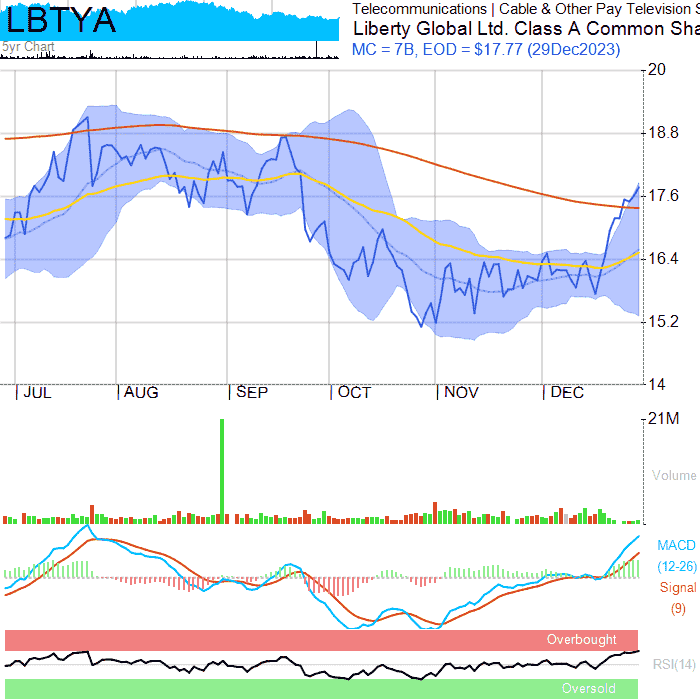 LBTYA
5yr Chart
Telecommunications | Cable & Other Pay Television S
Liberty Global Ltd. Class A Common Sha
MC = 7B, EOD = $17.77 (29Dec2023)
20
18.8
17.6
16.4
15.2
14
JUL AUG SEP OCT NOV DEC
21M
Volume
MACD
(12-26)
Signal
(9)
Overbought
RSI(14)
Oversold